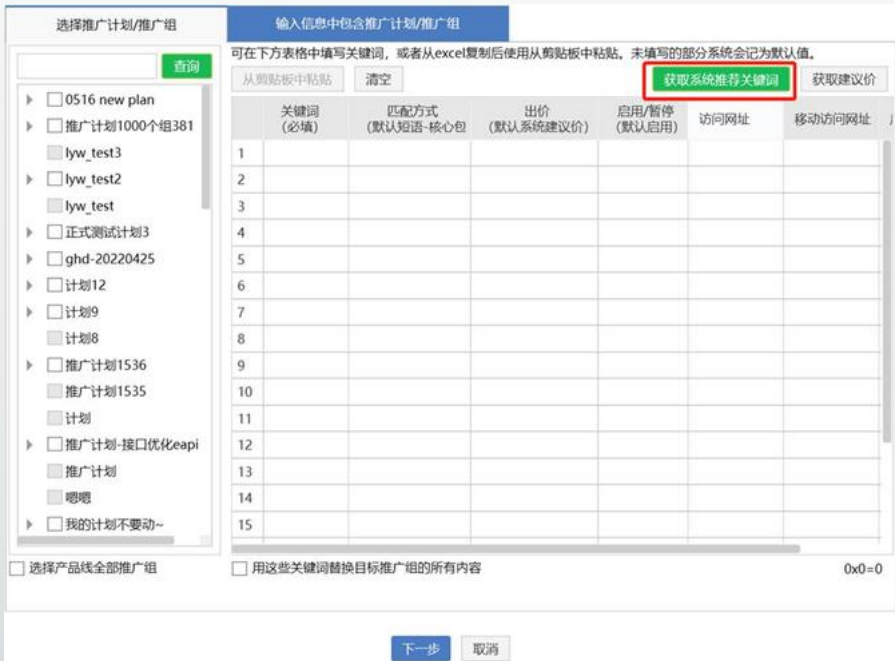 选择推广计划/推广组
输入信息中包含推广计划/推广组
查询
可在下方表格中填写关键词，或者从excel复制后使用从剪贴板中粘贴。未填写的部分系统会记为默认值。
从剪贴板中粘贴
清空
获取系统推荐关键词
获取建议价
关键词
(必填)
匹配方式
(默认短语-核心包
出价
(默认系统建议价)
启用/暂停
(默认启用)
访问网址
移动访问网址
0516 new plan
推广计划1000个组381
lyw_test3
lyw_test2
lyw_test
正式测试计划3
ghd-20220425
计划12
计划9
计划8
推广计划1536
推广计划1535
计划
推广计划-接口优化eapi
推广计划
嗯嗯
我的计划不要动~
1
2
3
4
5
6
7
8
9
10
11
12
13
14
15
选择产品线全部推广组
用这些关键词替换目标推广组的所有内容
0x0=0
下一步
取消